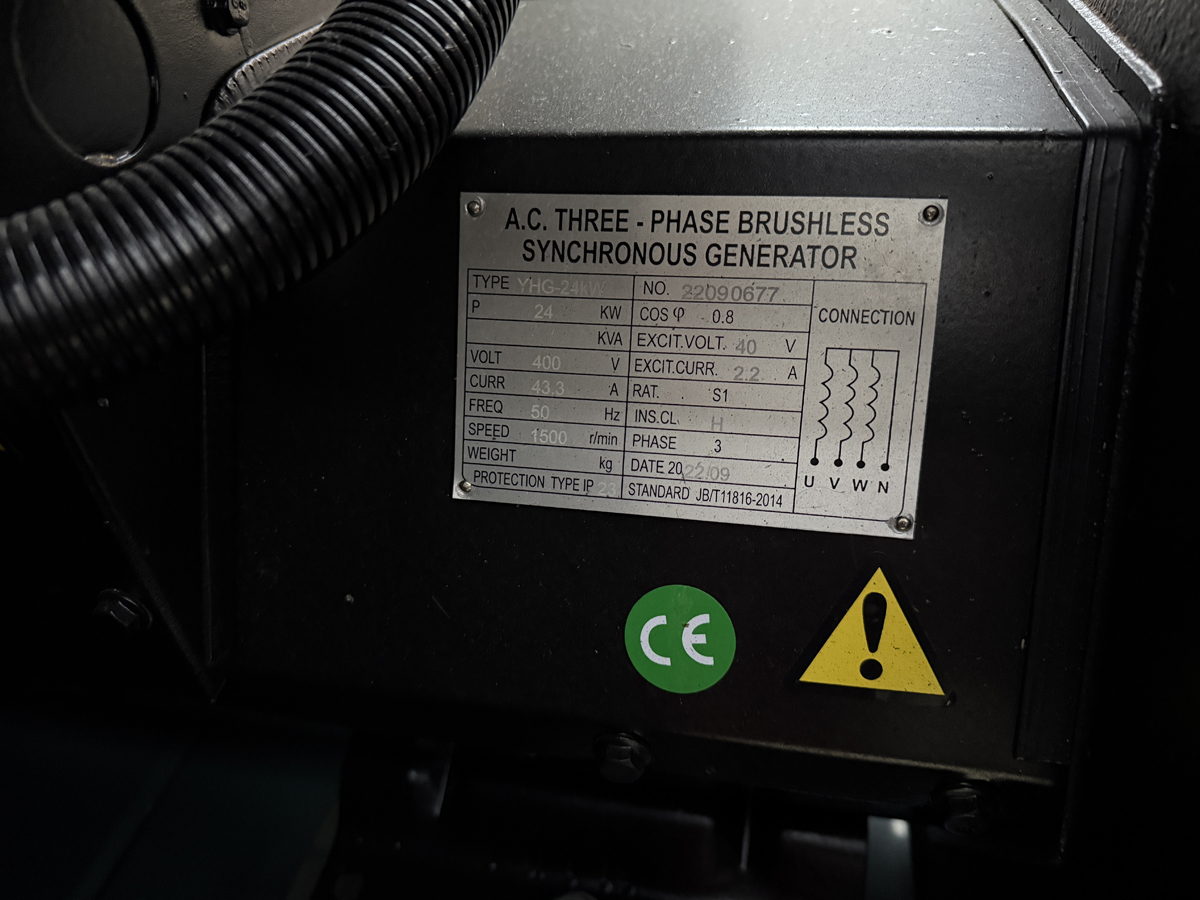 A.C. THREE - PHASE BRUSHLESS
SYNCHRONOUS GENERATOR
TYPE YHG-24kW NO. 22090677
P 24 KW COS φ 0.8
KVA EXCIT.VOLT. 40 V
VOLT 400 V EXCIT.CURR. 2.2 A
CURR 43.3 A RAT. S1
FREQ 50 Hz INS.CL H
SPEED 1500 r/min PHASE 3
WEIGHT kg DATE 2022/09
PROTECTION TYPE IP 23 STANDARD JB/T11816-2014
CONNECTION
U V W N
CE